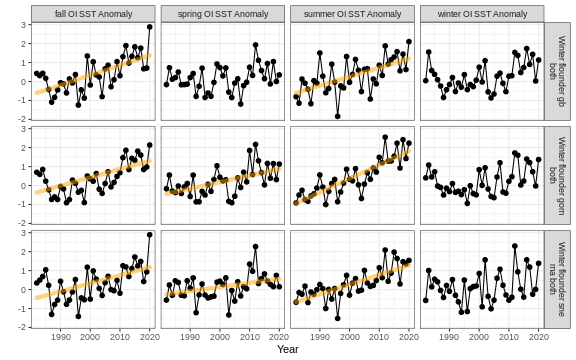 fall OI SST Anomaly
spring OI SST Anomaly
summer OI SST Anomaly
winter OI SST Anomaly
3
2
1
0
-1
-2
Winter flounder gb
both
3
2
1
0
-1
-2
Winter flounder gom
both
3
2
1
0
-1
-2
Winter flounder sne
ma both
1990 2000 2010 2020
1990 2000 2010 2020
1990 2000 2010 2020
1990 2000 2010 2020
Year